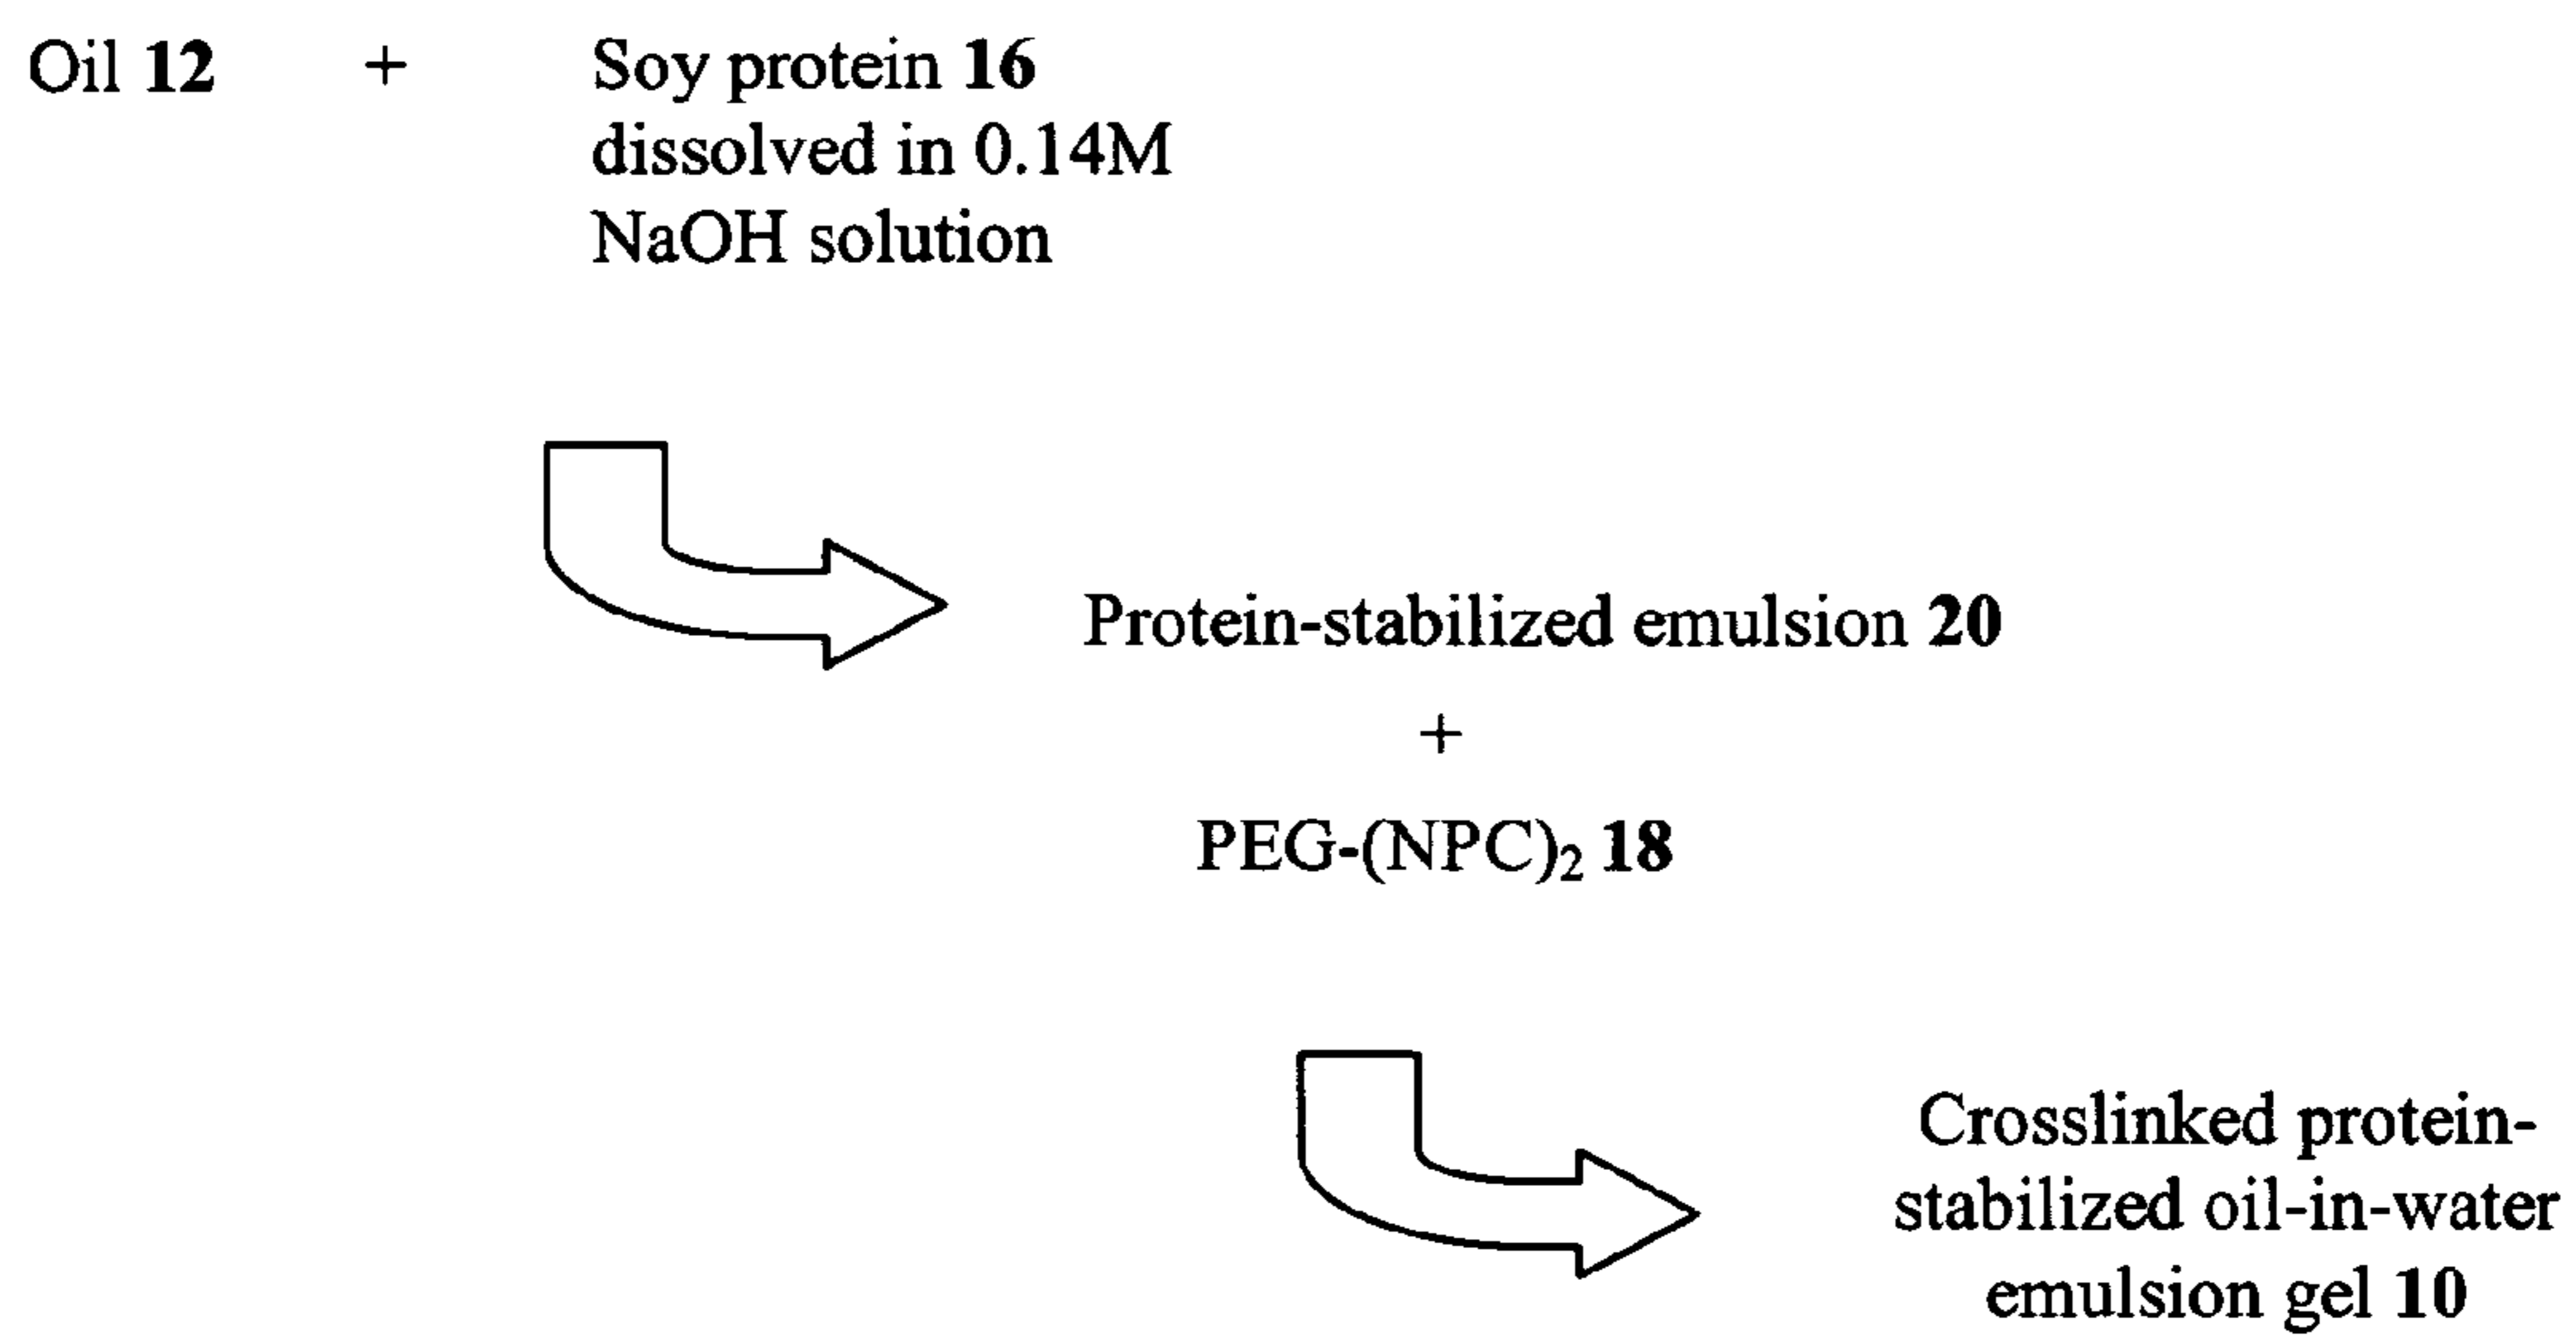 Oil 12 + Soy protein 16
dissolved in 0.14M
NaOH solution
Protein-stabilized emulsion 20
+
PEG-(NPC)₂ 18
Crosslinked protein-
stabilized oil-in-water
emulsion gel 10